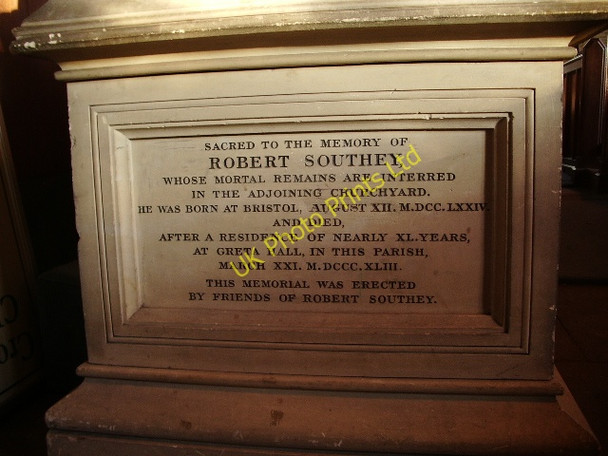 SACRED TO THE MEMORY OF
ROBERT SOUTHEY,
WHOSE MORTAL REMAINS ARE INTERRED
IN THE ADJOINING CHURCHYARD.
HE WAS BORN AT BRISTOL, AUGUST XII. M.DCC.LXXIV.
AND DIED,
AFTER A RESIDENCE OF NEARLY XL. YEARS,
AT GRETA HALL, IN THIS PARISH,
MARCH XXI. M.DCCC.XLIII.
THIS MEMORIAL WAS ERECTED
BY FRIENDS OF ROBERT SOUTHEY.
UK Photo Prints Ltd